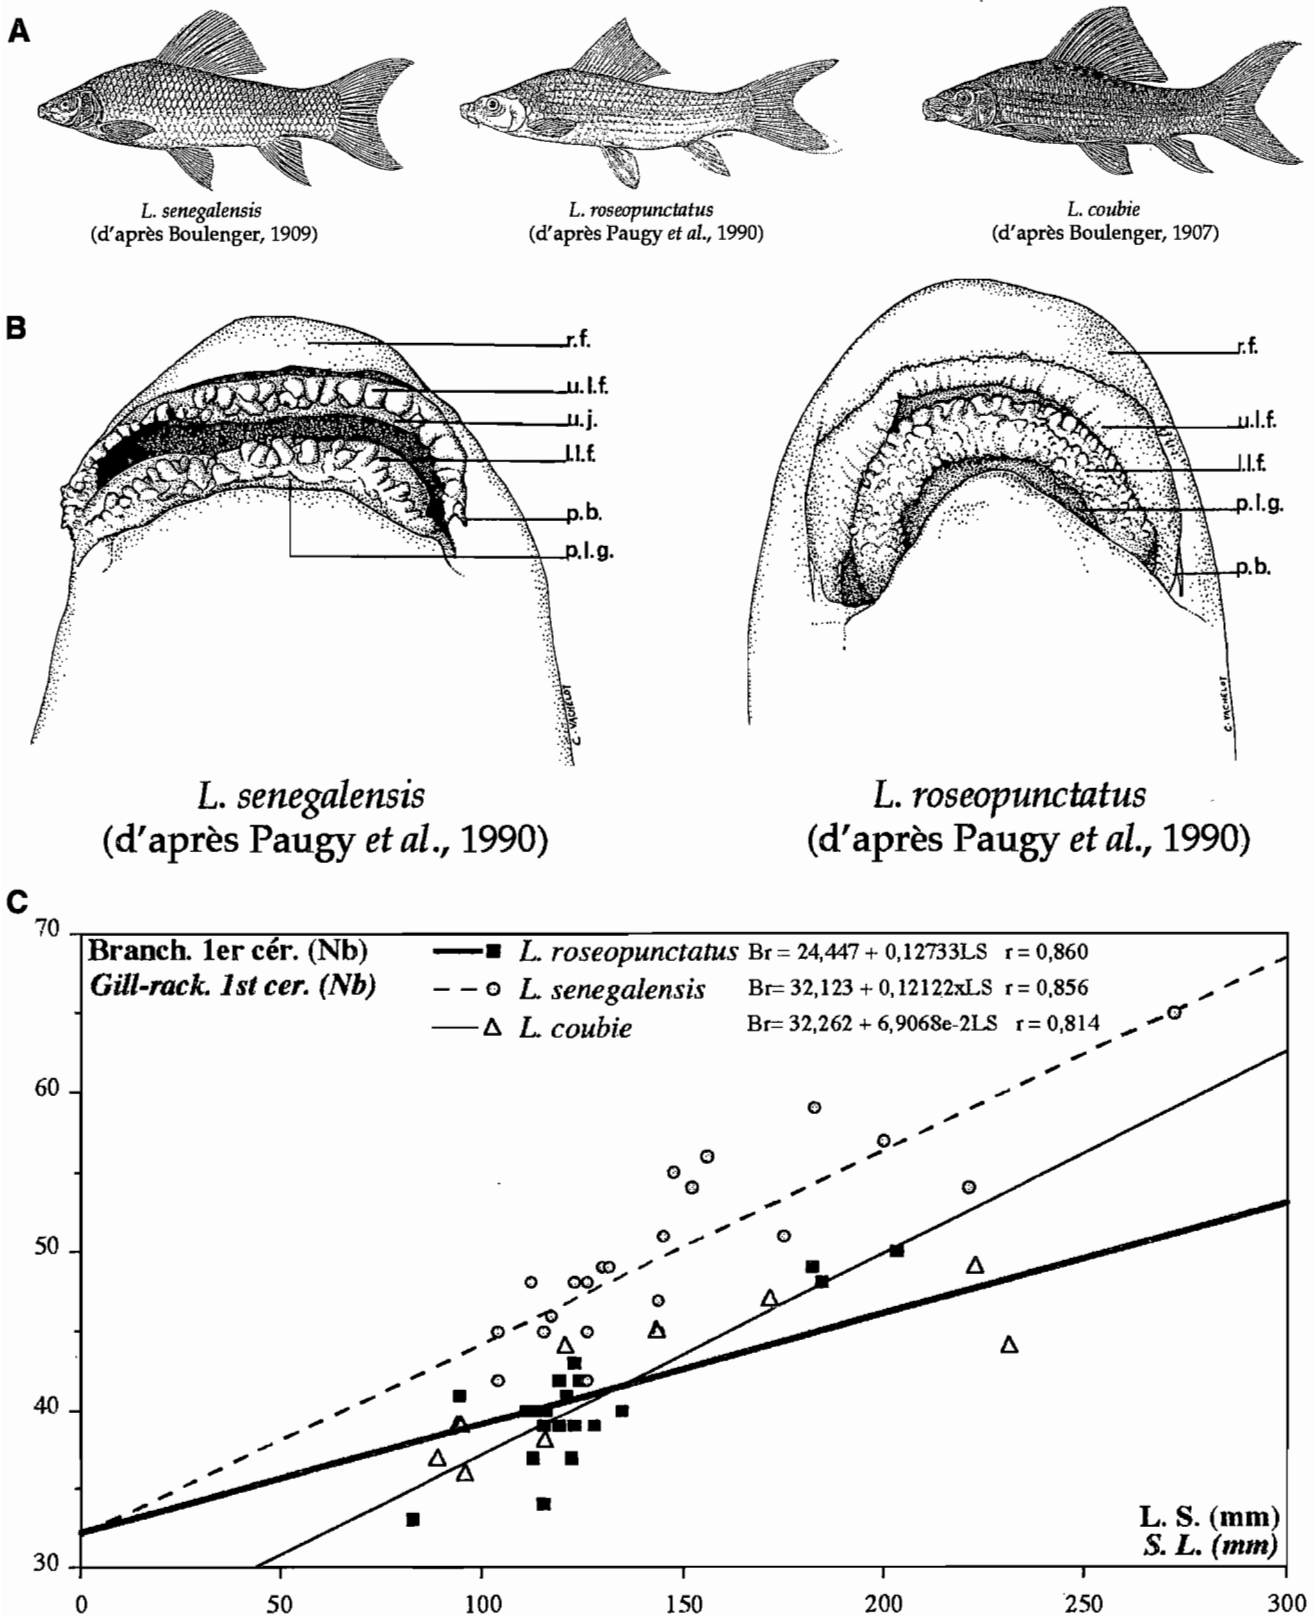 A
L. senegalensis
(d'après Boulenger, 1909)
L. roseopunctatus
(d'après Paugy et al., 1990)
L. coubie
(d'après Boulenger, 1907)
B
r.f.
u.l.f.
u.j.
l.l.f.
p.b.
p.l.g.
C. VACHELOT
L. senegalensis
(d'après Paugy et al., 1990)
r.f.
u.l.f.
l.l.f.
p.l.g.
p.b.
C. VACHELOT
L. roseopunctatus
(d'après Paugy et al., 1990)
C
Branch. 1er cér. (Nb)
Gill-rack. 1st cer. (Nb)
L. roseopunctatus Br = 24,447 + 0,12733LS r = 0,860
L. senegalensis Br= 32,123 + 0,12122xLS r = 0,856
L. coubie Br= 32,262 + 6,9068e-2LS r = 0,814
70
60
50
40
30
L. S. (mm)
S. L. (mm)
0 50 100 150 200 250 300